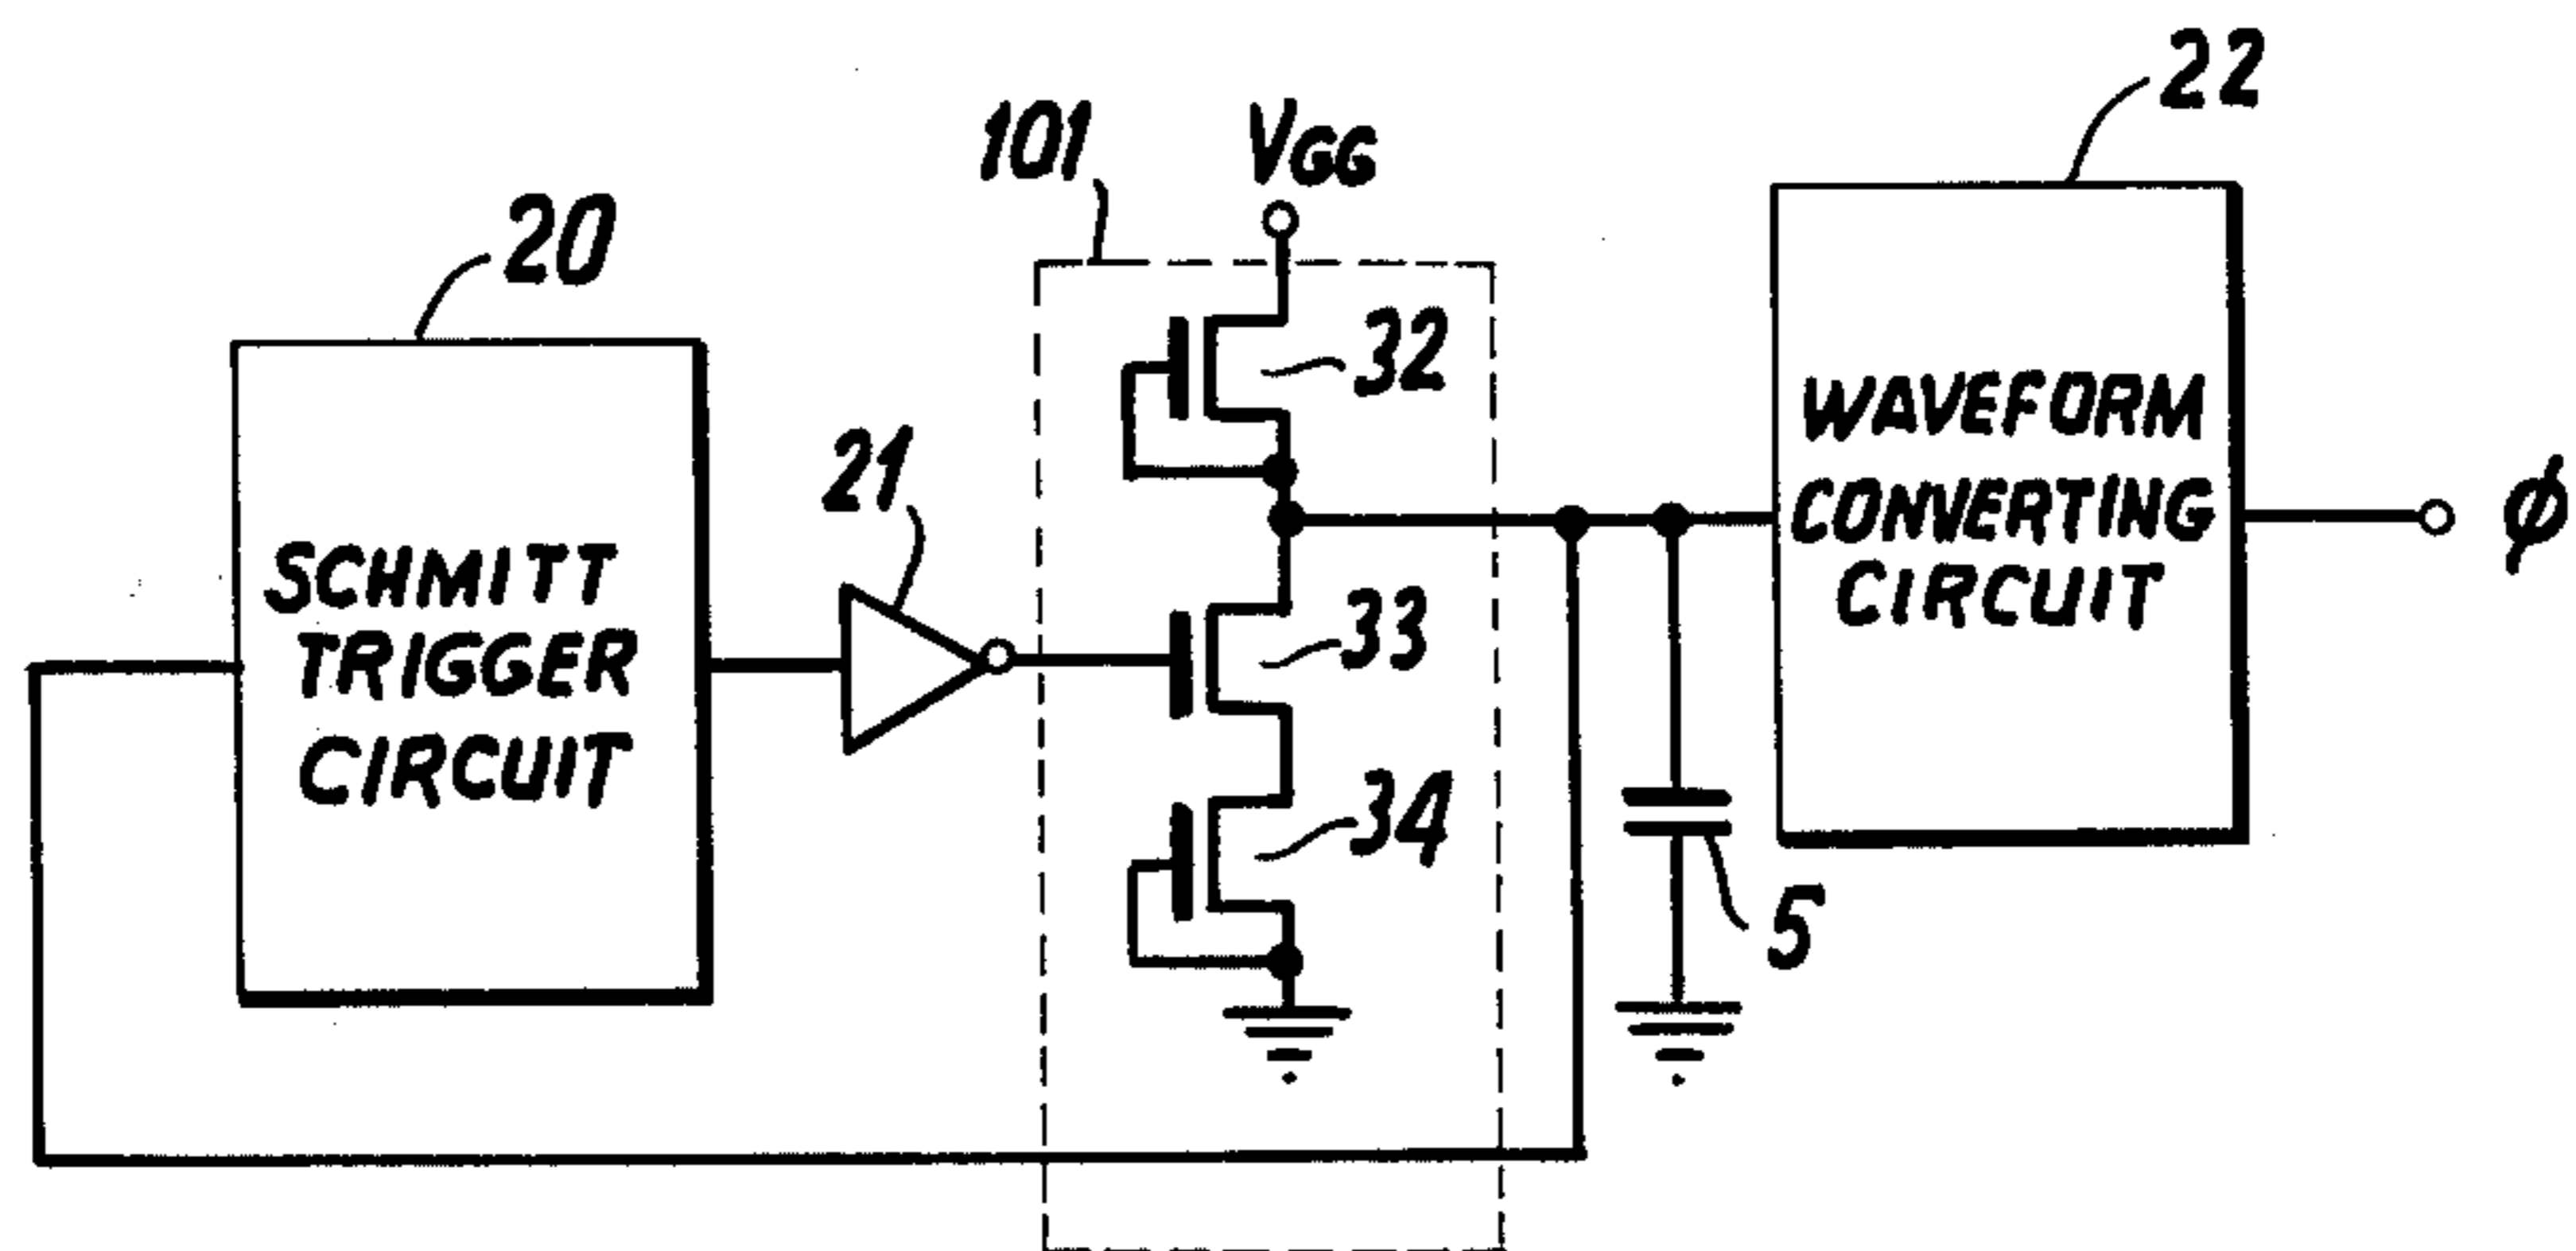 22
101
VGG
20
32
21
WAVEFORM
CONVERTING
CIRCUIT
φ
SCHMITT
TRIGGER
CIRCUIT
33
34
5